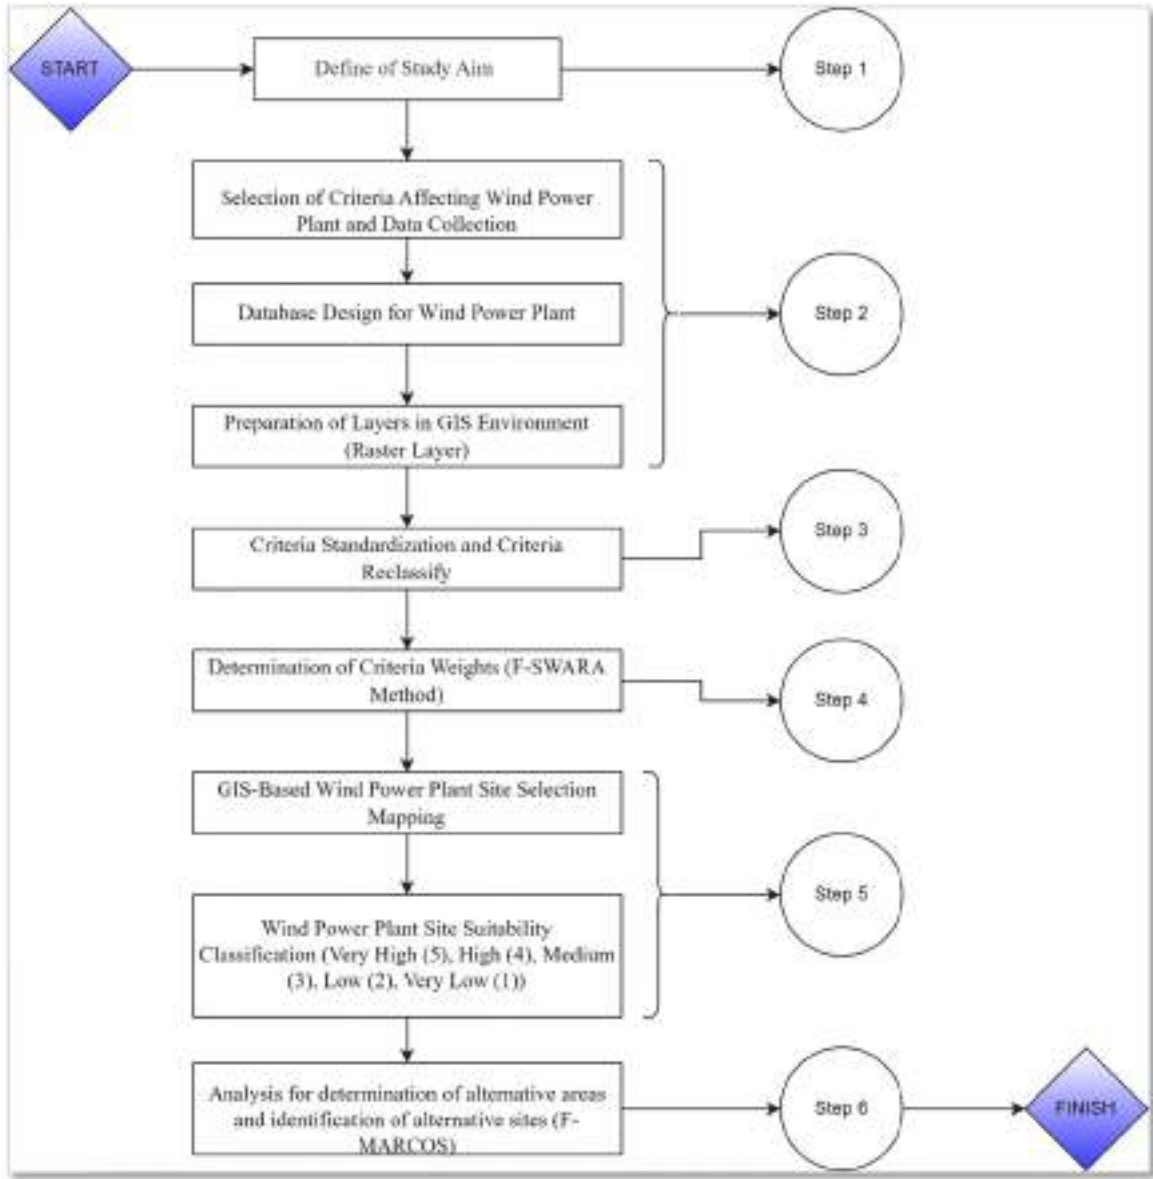 START
Define of Study Aim
Step 1
Selection of Criteria Affecting Wind Power
Plant and Data Collection
Database Design for Wind Power Plant
Step 2
Preparation of Layers in GIS Environment
(Raster Layer)
Criteria Standardization and Criteria
Reclassify
Step 3
Determination of Criteria Weights (F-SWARA
Method)
Step 4
GIS-Based Wind Power Plant Site Selection
Mapping
Wind Power Plant Site Suitability
Classification (Very High (5), High (4), Medium
(3), Low (2), Very Low (1))
Step 5
Analysis for determination of alternative areas
and identification of alternative sites (F-
MARCOS)
Step 6
FINISH